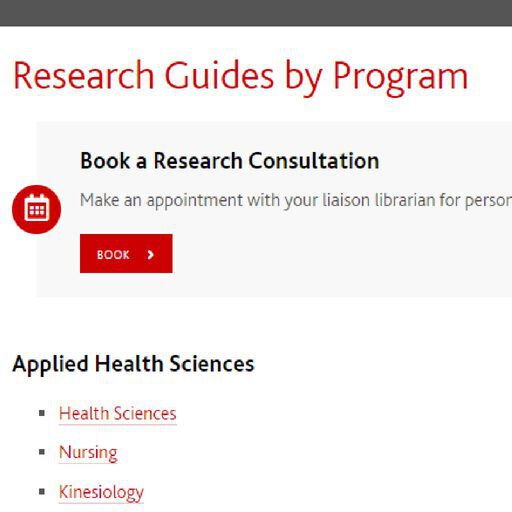 Research Guides by Program
Book a Research Consultation
Make an appointment with your liaison librarian for person
BOOK
Applied Health Sciences
Health Sciences
Nursing
Kinesiology